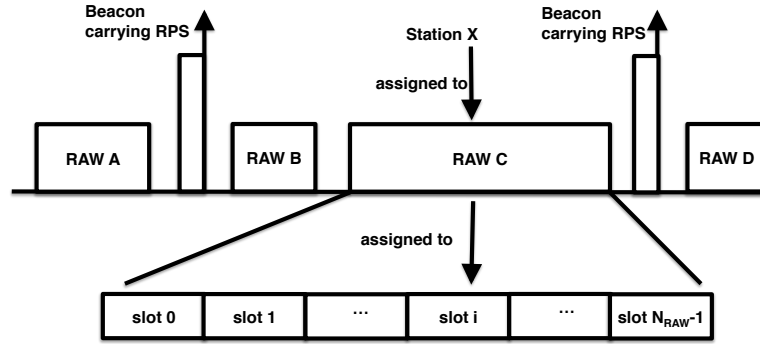 Beacon
carrying RPS
Station X
Beacon
carrying RPS
assigned to
RAW A
RAW B
RAW C
RAW D
assigned to
slot 0
slot 1
...
slot i
...
slot N_RAW-1